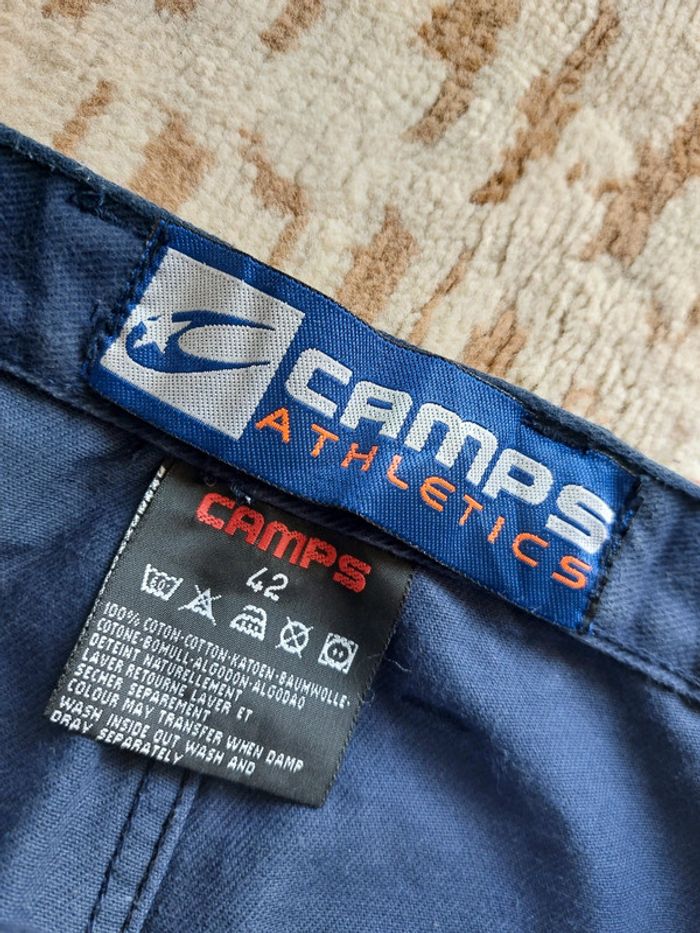 CAMPS
ATHLETICS
CAMPS
42
100% COTON-COTTON-KATOEN-BAUMWOLLE-
COTONE-BOMULL-ALGODON-ALGODAO
DETEINT NATURELLEMENT
LAVER RETOURNE LAVER ET
SECHER SEPAREMENT
COLOUR MAY TRANSFER WHEN DAMP
WASH INSIDE OUT WASH AND
DRAY SEPARATELY